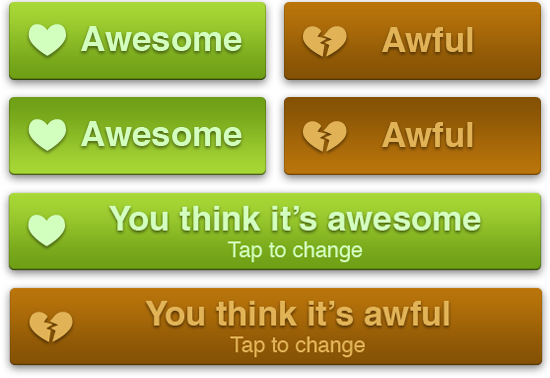 Awesome
Awful
Awesome
Awful
You think it’s awesome
Tap to change
You think it’s awful
Tap to change